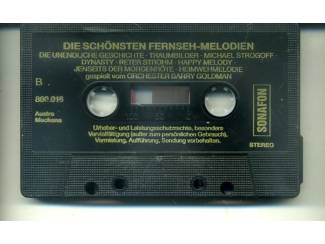 DIE SCHÖNSTEN FERNSEH-MELODIEN
DIE UNENDLICHE GESCHICHTE · TRAUMBILDER · MICHAEL STROGOFF ·
DYNASTY · PETER STROHM · HAPPY MELODY ·
JENSEITS DER MORGENRÖTE · HEIMWEHMELODIE
gespielt vom ORCHESTER BARRY GOLDMAN
B
860.016
Austro
Mechana
SONAFON
Urheber- und Leistungsschutzrechte, besonders
Vervielfältigung (außer zum persönlichen Gebrauch),
Vermietung, Aufführung, Sendung vorbehalten.
STEREO